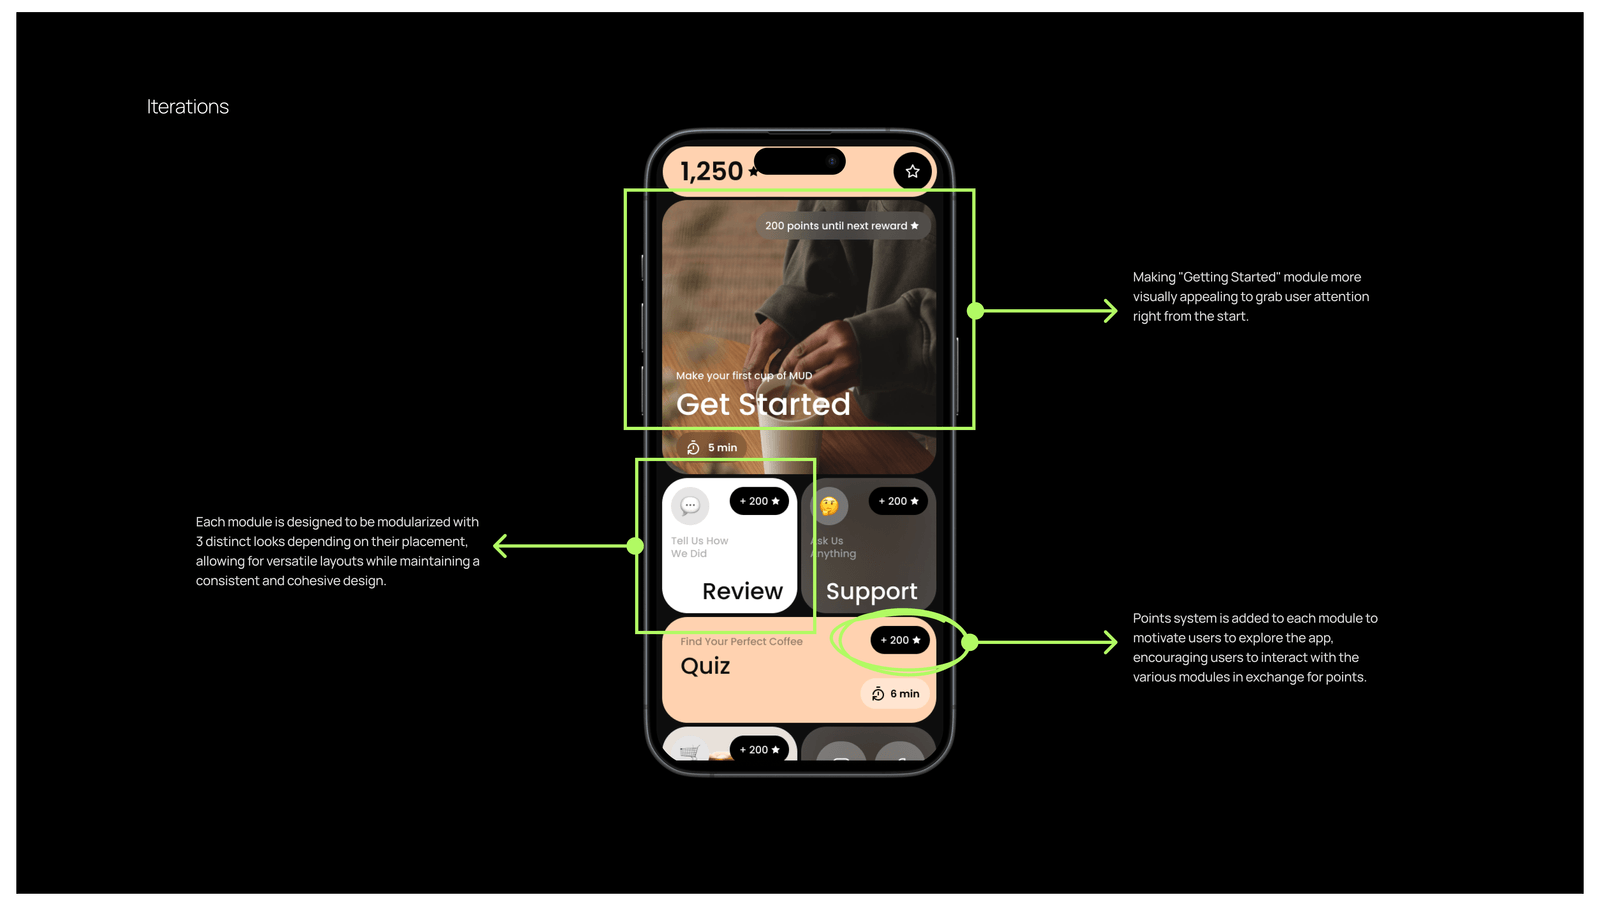 Iterations
1,250
200 points until next reward
Make your first cup of MUD
Get Started
5 min
+ 200
Tell Us How
We Did
Review
+ 200
Ask Us
Anything
Support
Find Your Perfect Coffee
Quiz
+ 200
6 min
+ 200
Making "Getting Started" module more
visually appealing to grab user attention
right from the start.
Each module is designed to be modularized with
3 distinct looks depending on their placement,
allowing for versatile layouts while maintaining a
consistent and cohesive design.
Points system is added to each module to
motivate users to explore the app,
encouraging users to interact with the
various modules in exchange for points.